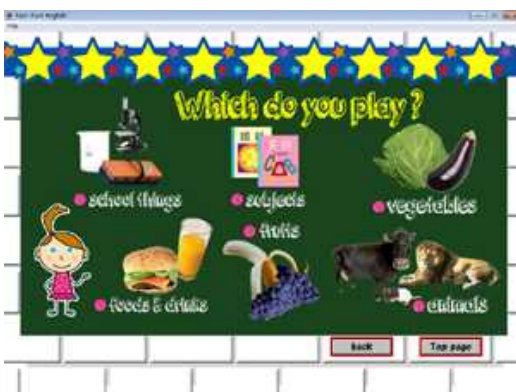 Which do you play?
school things
subjects
vegetables
fruits
foods & drinks
animals
back
Top page